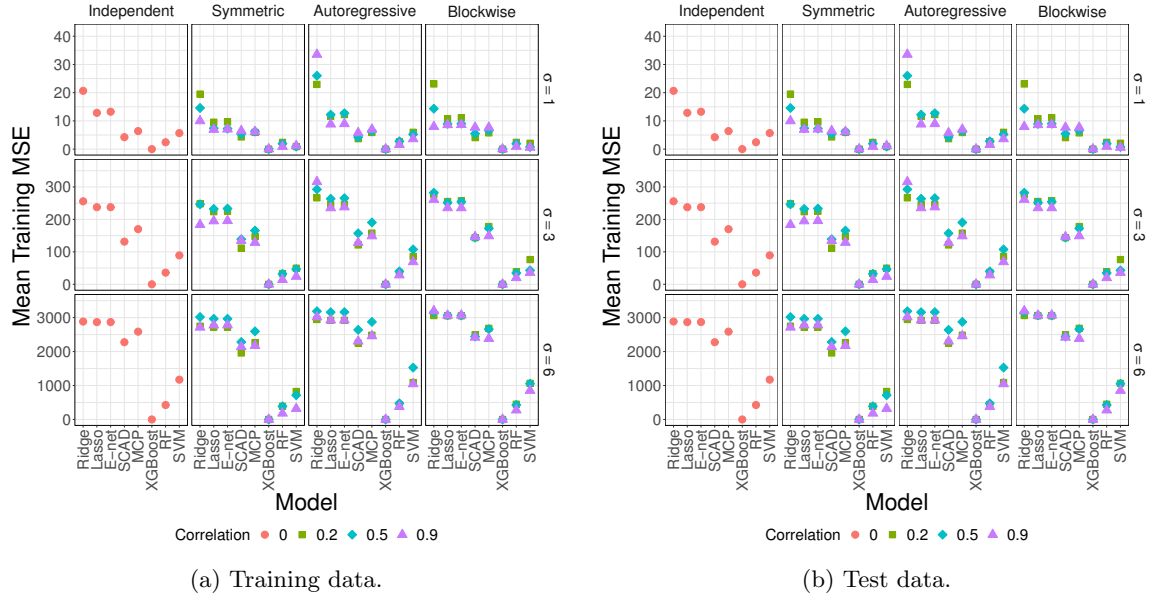 Independent Symmetric Autoregressive Blockwise
40
30
20
10
0
σ = 1
300
200
100
0
σ = 3
3000
2000
1000
0
σ = 6
Mean Training MSE
Ridge Lasso E−net SCAD MCP XGBoost RF SVM Ridge Lasso E−net SCAD MCP XGBoost RF SVM Ridge Lasso E−net SCAD MCP XGBoost RF SVM Ridge Lasso E−net SCAD MCP XGBoost RF SVM
Model
Correlation 0 0.2 0.5 0.9
(a) Training data.
Independent Symmetric Autoregressive Blockwise
40
30
20
10
0
σ = 1
300
200
100
0
σ = 3
3000
2000
1000
0
σ = 6
Mean Training MSE
Ridge Lasso E−net SCAD MCP XGBoost RF SVM Ridge Lasso E−net SCAD MCP XGBoost RF SVM Ridge Lasso E−net SCAD MCP XGBoost RF SVM Ridge Lasso E−net SCAD MCP XGBoost RF SVM
Model
Correlation 0 0.2 0.5 0.9
(b) Test data.